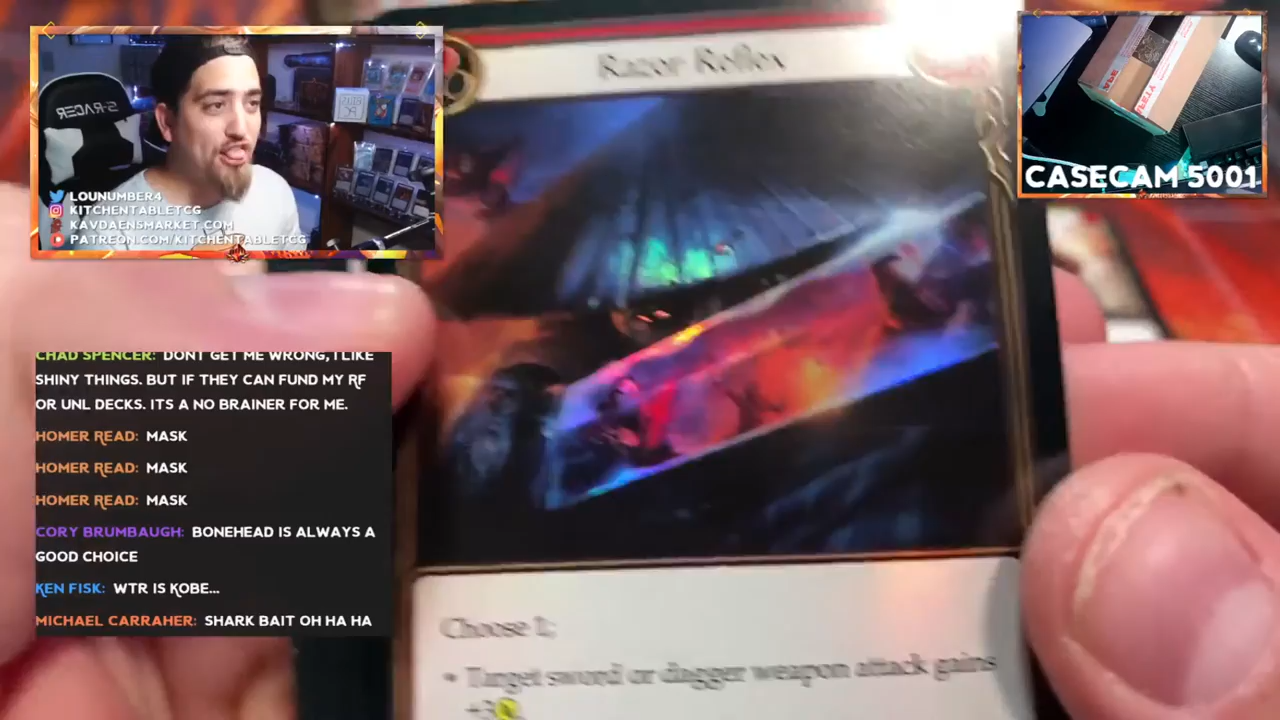 Razor Reflex
S-RACER
LOUNUMBER4
KITCHENTABLETCG
KAVDAENSMARKET.COM
PATREON.COM/KITCHENTABLETCG
CASECAM 5001
CHAD SPENCER: DONT GET ME WRONG, I LIKE
SHINY THINGS. BUT IF THEY CAN FUND MY RF
OR UNL DECKS. ITS A NO BRAINER FOR ME.
HOMER READ: MASK
HOMER READ: MASK
HOMER READ: MASK
CORY BRUMBAUGH: BONEHEAD IS ALWAYS A
GOOD CHOICE
KEN FISK: WTR IS KOBE...
MICHAEL CARRAHER: SHARK BAIT OH HA HA
Choose 1;
• Target sword or dagger weapon attack gains
+3